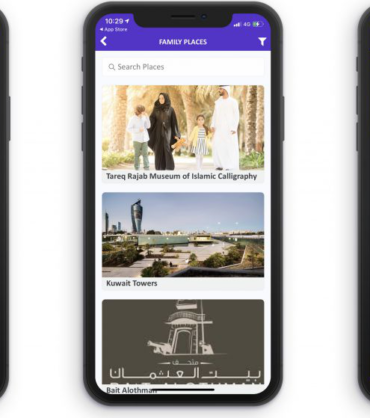 10:29
4G
App Store
FAMILY PLACES
Search Places
Tareq Rajab Museum of Islamic Calligraphy
Kuwait Towers
متحف
بيت العثمان
Bait Alothman